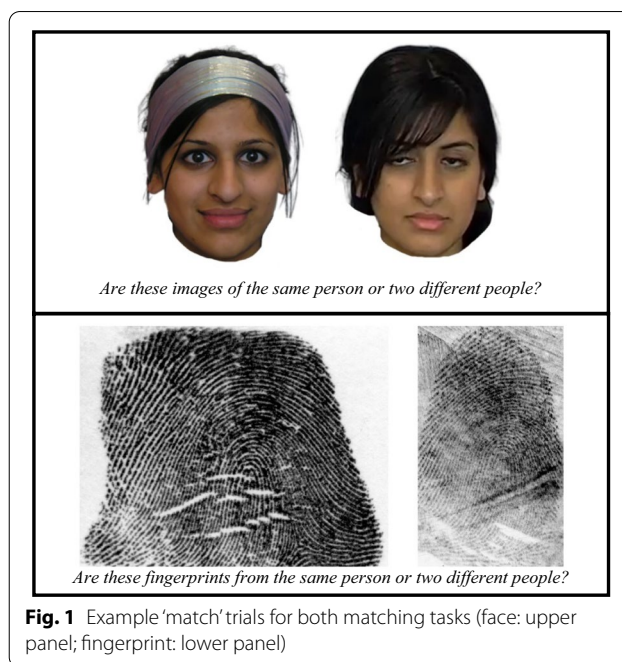 Are these images of the same person or two different people?
Are these fingerprints from the same person or two different people?
Fig. 1 Example ‘match’ trials for both matching tasks (face: upper
panel; fingerprint: lower panel)